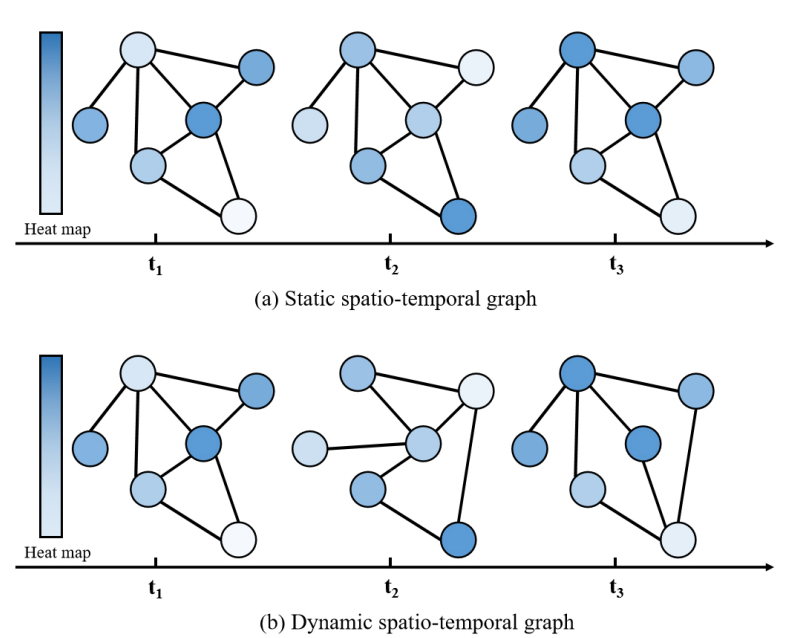 Heat map
t1 t2 t3
(a) Static spatio-temporal graph
Heat map
t1 t2 t3
(b) Dynamic spatio-temporal graph